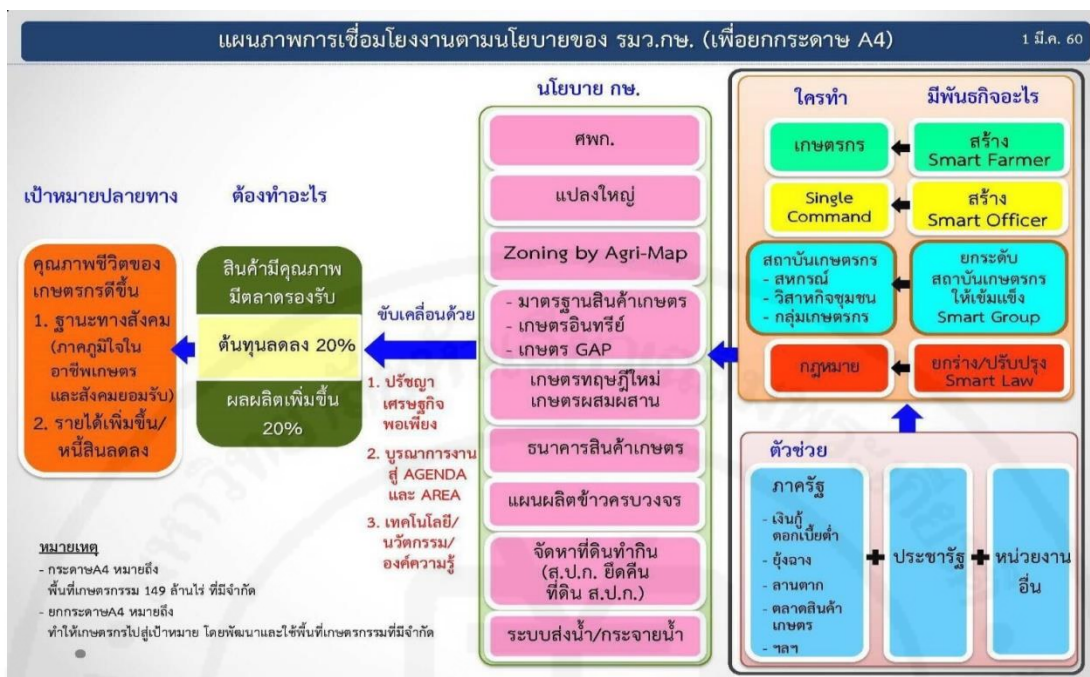 แผนภาพการเชื่อมโยงงานตามนโยบายของ รมว.กษ. (เพื่อยกกระดาษ A4)
1 มี.ค. 60
เป้าหมายปลายทาง
คุณภาพชีวิตของ
เกษตรกรดีขึ้น
1. ฐานะทางสังคม
(ภาคภูมิใจใน
อาชีพเกษตร
และสังคมยอมรับ)
2. รายได้เพิ่มขึ้น/
หนี้สินลดลง
ต้องทำอะไร
สินค้ามีคุณภาพ
มีตลาดรองรับ
ต้นทุนลดลง 20%
ผลผลิตเพิ่มขึ้น
20%
ขับเคลื่อนด้วย
1. ปรัชญา
เศรษฐกิจ
พอเพียง
2. บูรณาการงาน
สู่ AGENDA
และ AREA
3. เทคโนโลยี/
นวัตกรรม/
องค์ความรู้
นโยบาย กษ.
ศพก.
แปลงใหญ่
Zoning by Agri-Map
- มาตรฐานสินค้าเกษตร
- เกษตรอินทรีย์
- เกษตร GAP
เกษตรทฤษฎีใหม่
เกษตรผสมผสาน
ธนาคารสินค้าเกษตร
แผนผลิตข้าวครบวงจร
จัดหาที่ดินทำกิน
(ส.ป.ก. ยึดคืน
ที่ดิน ส.ป.ก.)
ระบบส่งน้ำ/กระจายน้ำ
ใครทำ
มีพันธกิจอะไร
เกษตรกร
สร้าง
Smart Farmer
Single
Command
สร้าง
Smart Officer
สถาบันเกษตรกร
- สหกรณ์
- วิสาหกิจชุมชน
- กลุ่มเกษตรกร
ยกระดับ
สถาบันเกษตรกร
ให้เข้มแข็ง
Smart Group
กฎหมาย
ยกร่าง/ปรับปรุง
Smart Law
ตัวช่วย
ภาครัฐ
- เงินกู้
ดอกเบี้ยต่ำ
- ยุ้งฉาง
- ลานตาก
- ตลาดสินค้า
เกษตร
- ฯลฯ
ประชารัฐ
หน่วยงาน
อื่น
หมายเหตุ
- กระดาษA4 หมายถึง
พื้นที่เกษตรกรรม 149 ล้านไร่ ที่มีจำกัด
- ยกกระดาษA4 หมายถึง
ทำให้เกษตรกรไปสู่เป้าหมาย โดยพัฒนาและใช้พื้นที่เกษตรกรรมที่มีจำกัด